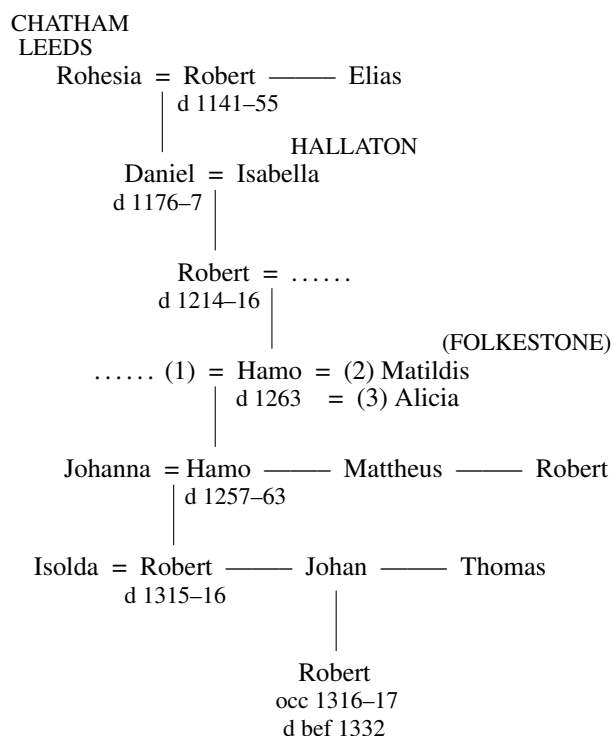 CHATHAM
LEEDS
Rohesia = Robert —— Elias
d 1141–55
HALLATON
Daniel = Isabella
d 1176–7
Robert = . . . . . .
d 1214–16
(FOLKESTONE)
. . . . . . (1) = Hamo = (2) Matildis
d 1263 = (3) Alicia
Johanna = Hamo —— Mattheus —— Robert
d 1257–63
Isolda = Robert —— Johan —— Thomas
d 1315–16
Robert
occ 1316–17
d bef 1332